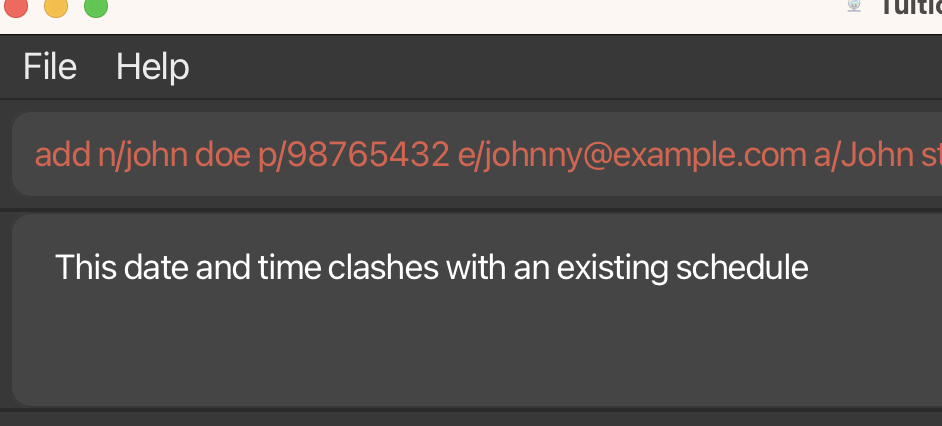 File Help
add n/john doe p/98765432 e/johnny@example.com a/John
This date and time clashes with an existing schedule